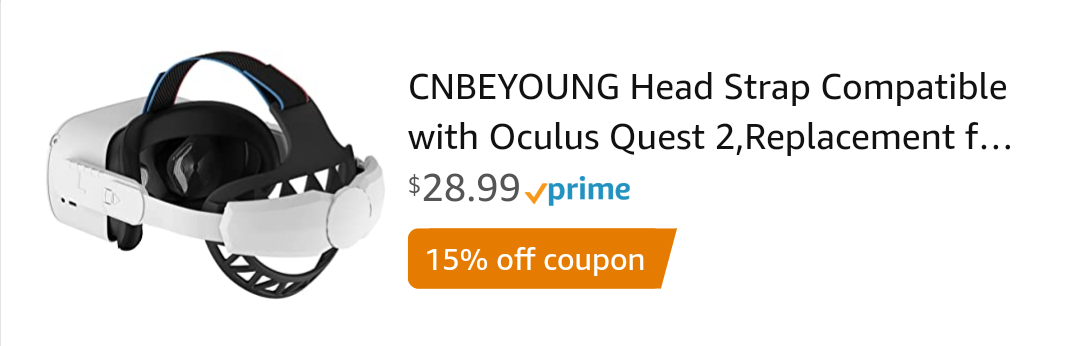 CNBEYOUNG Head Strap Compatible
with Oculus Quest 2,Replacement f...
$28.99 prime
15% off coupon